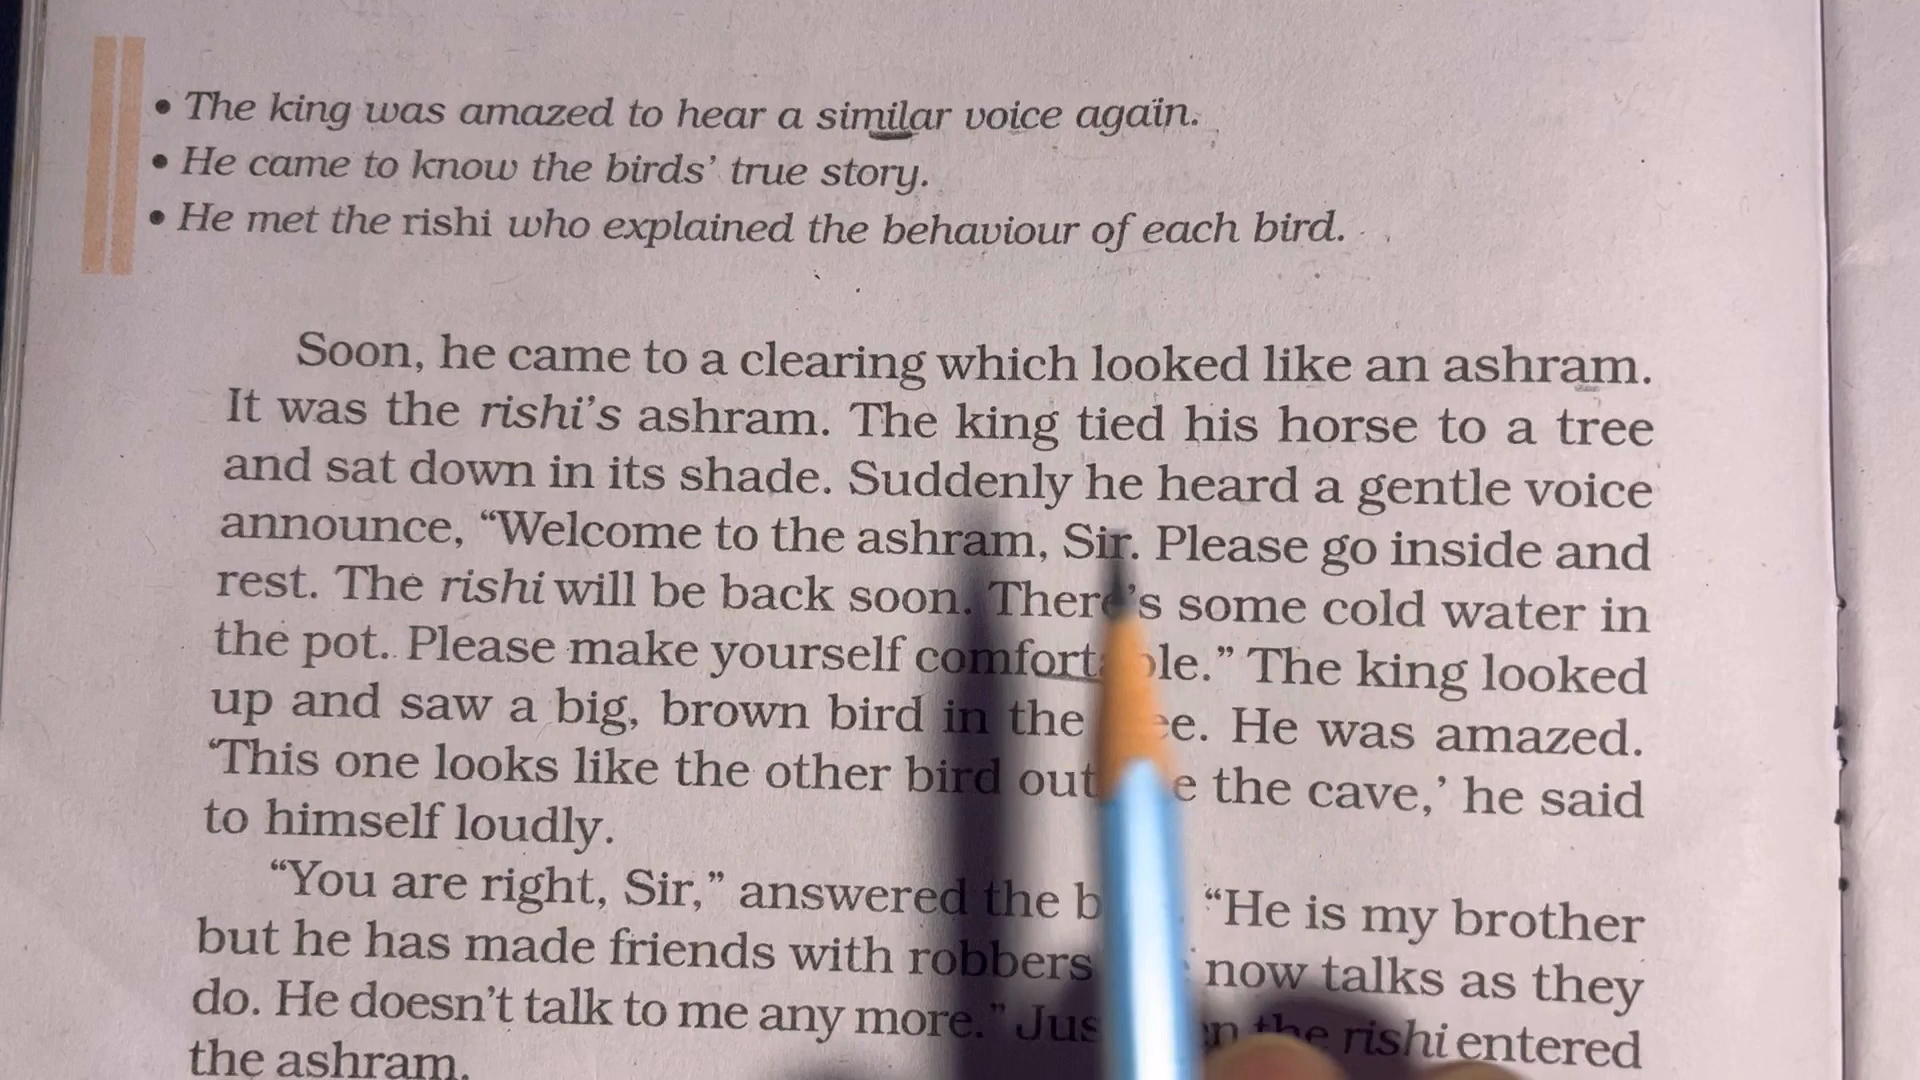 • The king was amazed to hear a similar voice again.
• He came to know the birds' true story.
• He met the rishi who explained the behaviour of each bird.
Soon, he came to a clearing which looked like an ashram.
It was the rishi's ashram. The king tied his horse to a tree
and sat down in its shade. Suddenly he heard a gentle voice
announce, “Welcome to the ashram, Sir. Please go inside and
rest. The rishi will be back soon. There's some cold water in
the pot. Please make yourself comfortable.” The king looked
up and saw a big, brown bird in the He was amazed.
‘This one looks like the other bird the cave,’ he said
to himself loudly.
“You are right, Sir,” answered the “He is my brother
but he has made friends with robbers now talks as they
do. He doesn't talk to me any more.” the rishi entered
the ashram.